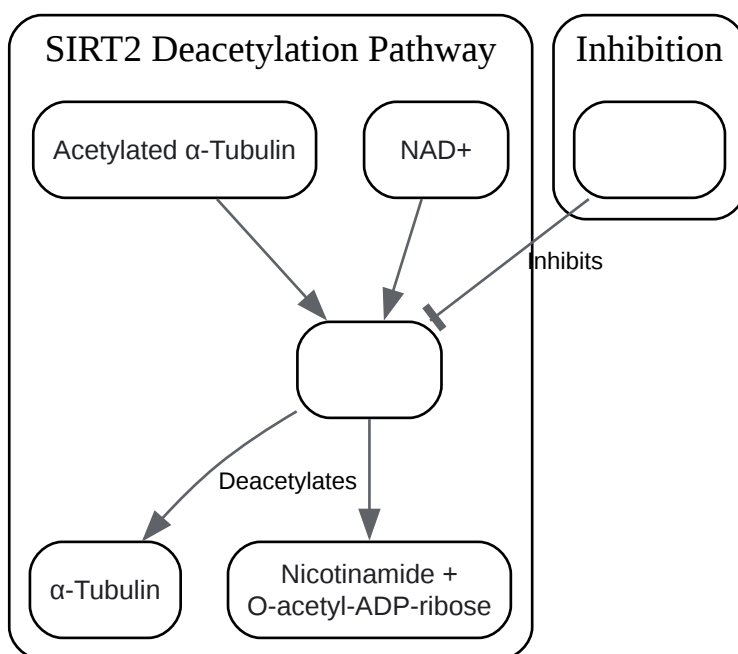 SIRT2 Deacetylation Pathway
Inhibition
Acetylated α-Tubulin
NAD+
Inhibits
Deacetylates
α-Tubulin
Nicotinamide +
O-acetyl-ADP-ribose